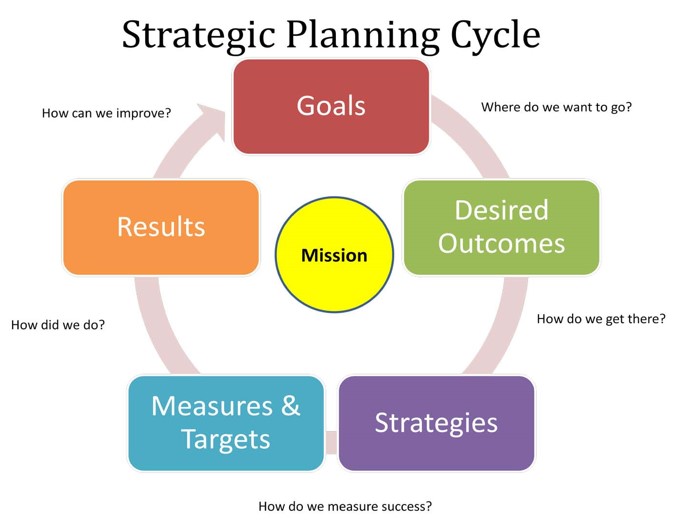 Strategic Planning Cycle
Goals
How can we improve?
Where do we want to go?
Results
Desired
Outcomes
Mission
How did we do?
How do we get there?
Measures &
Targets
Strategies
How do we measure success?